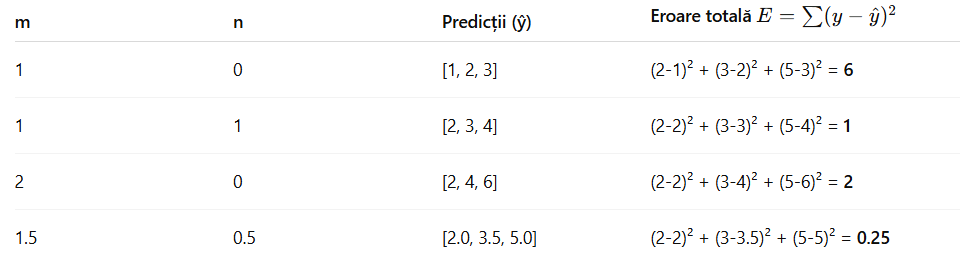 m n Predicții (ŷ) Eroare totală E = ∑(y − ŷ)²
1 0 [1, 2, 3] (2-1)² + (3-2)² + (5-3)² = 6
1 1 [2, 3, 4] (2-2)² + (3-3)² + (5-4)² = 1
2 0 [2, 4, 6] (2-2)² + (3-4)² + (5-6)² = 2
1.5 0.5 [2.0, 3.5, 5.0] (2-2)² + (3-3.5)² + (5-5)² = 0.25